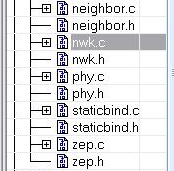 neighbor.c
neighbor.h
nwk.c
nwk.h
phy.c
phy.h
staticbind.c
staticbind.h
zep.c
zep.h